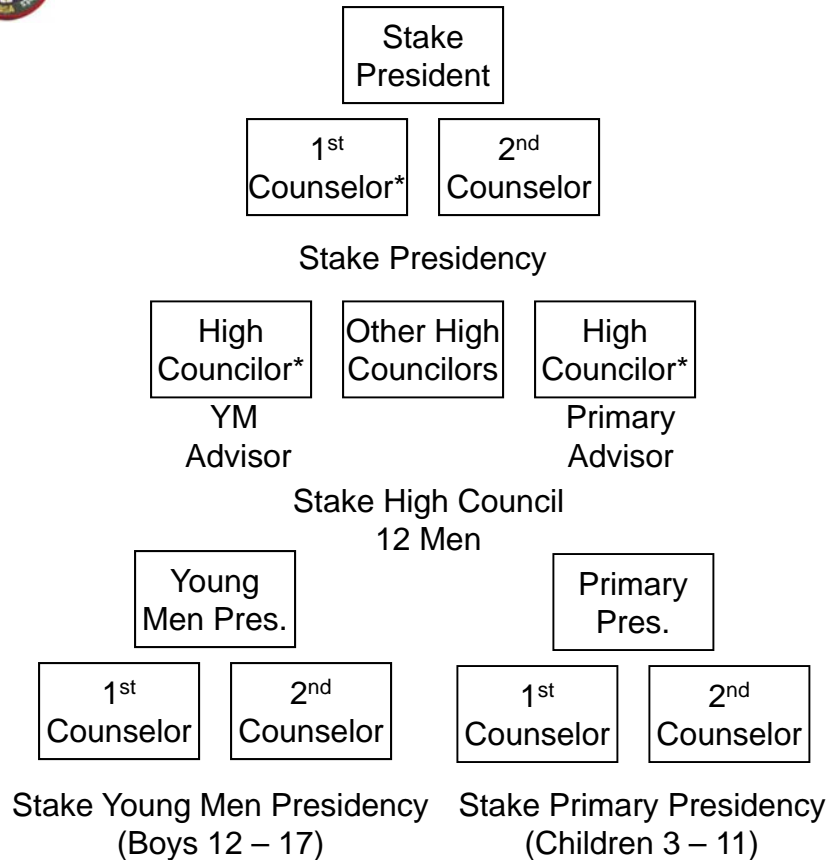 Stake
President
1st
Counselor*
2nd
Counselor
Stake Presidency
High
Councilor*
Other High
Councilors
High
Councilor*
YM
Advisor
Primary
Advisor
Stake High Council
12 Men
Young
Men Pres.
Primary
Pres.
1st
Counselor
2nd
Counselor
1st
Counselor
2nd
Counselor
Stake Young Men Presidency
(Boys 12 – 17)
Stake Primary Presidency
(Children 3 – 11)